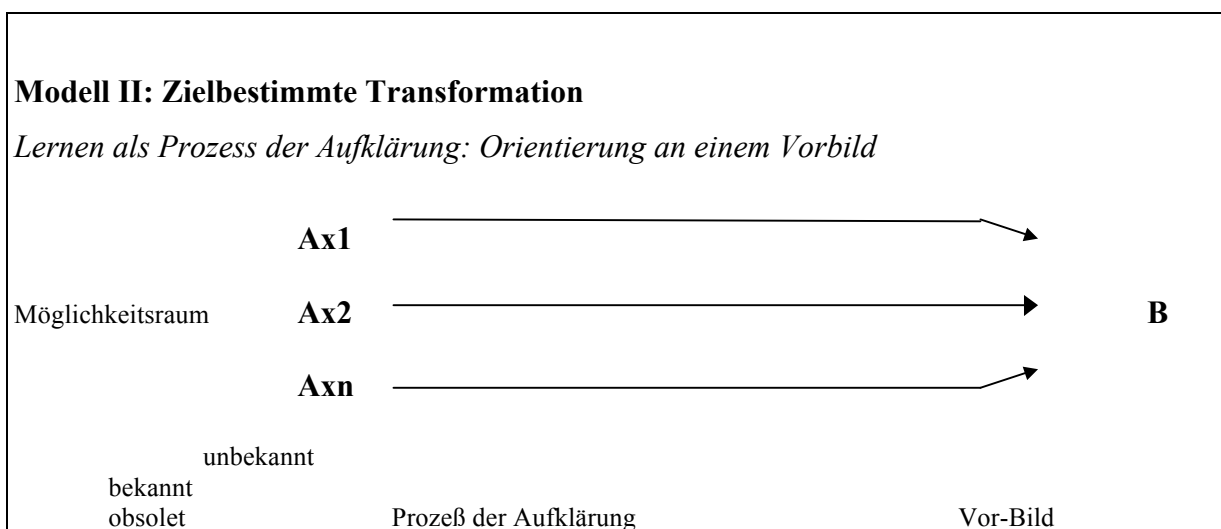 Modell II: Zielbestimmte Transformation
Lernen als Prozess der Aufklärung: Orientierung an einem Vorbild
Ax1
Möglichkeitsraum Ax2 B
Axn
unbekannt
bekannt
obsolet Prozeß der Aufklärung Vor-Bild